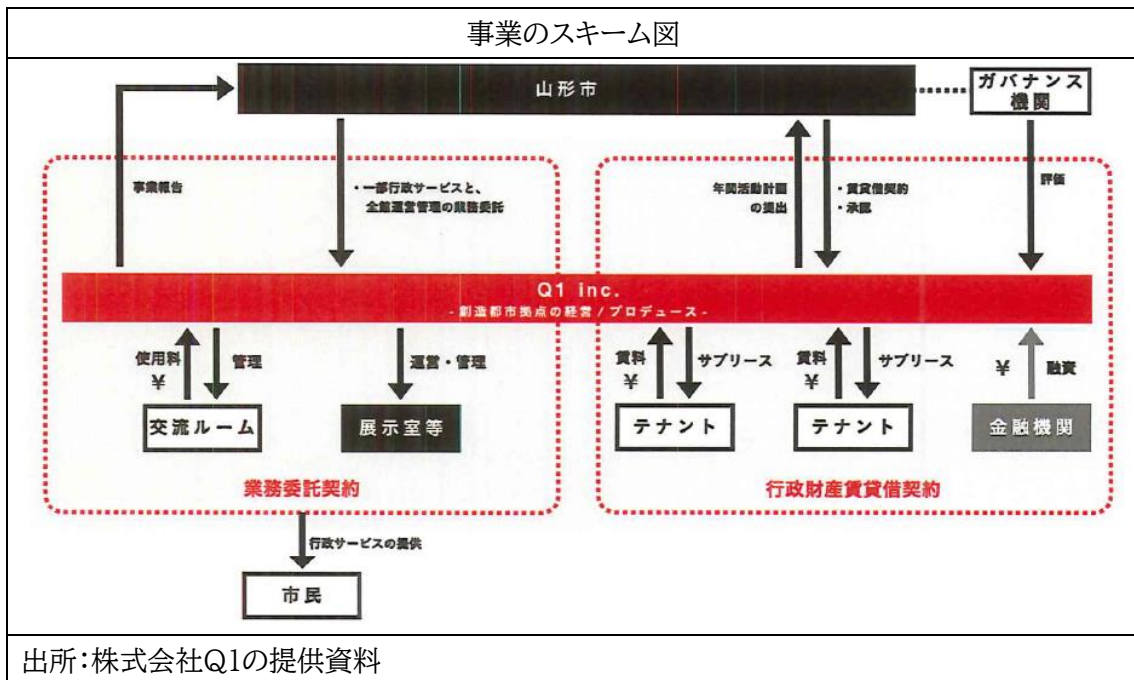 事業のスキーム図
山形市
ガバナンス
機関
事業報告
・一部行政サービスと、
全館運営管理の業務委託
年間活動計画
の提出
・賃貸借契約
・承認
評価
Q1 inc.
- 創造都市拠点の経営/プロデュース -
使用料
¥
管理
運営・管理
賃料
¥
サブリース
賃料
¥
サブリース
¥
融資
交流ルーム
展示室等
テナント
テナント
金融機関
業務委託契約
行政財産賃貸借契約
行政サービスの提供
市民
出所:株式会社Q1の提供資料